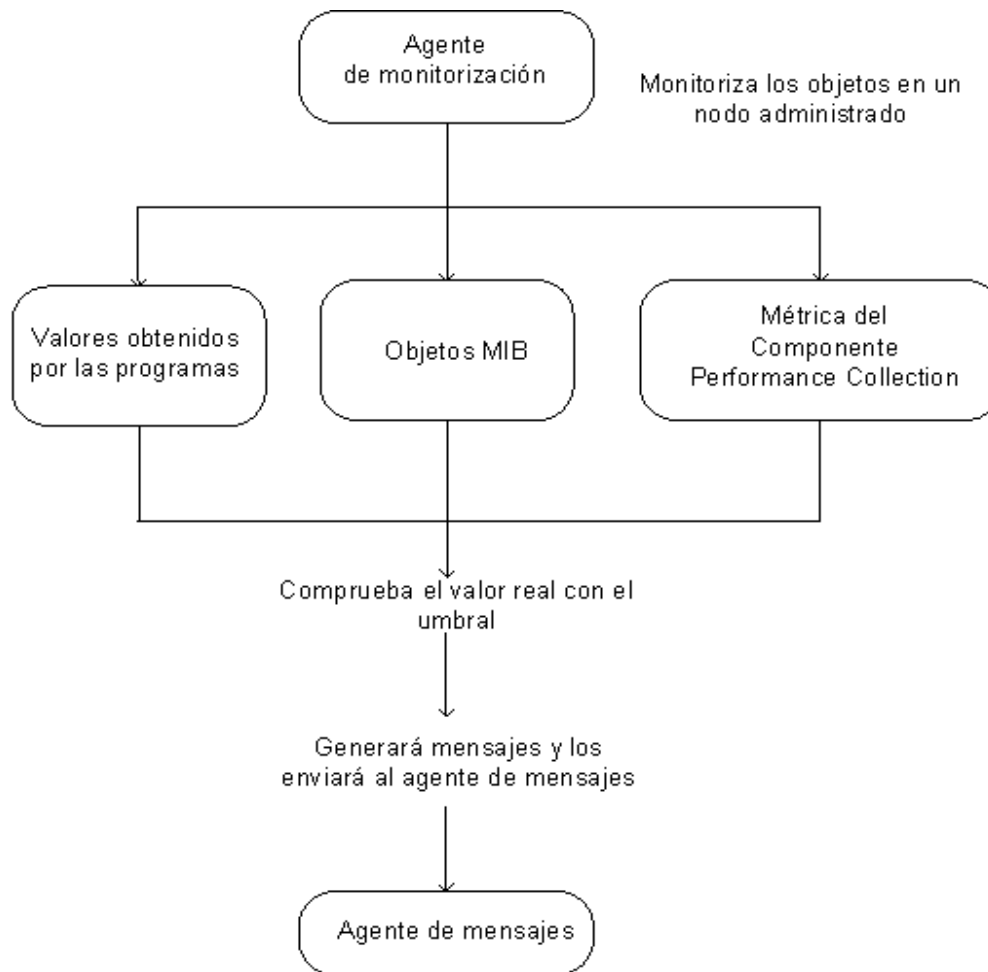 Agente
de monitorización
Monitoriza los objetos en un
nodo administrado
Valores obtenidos
por las programas
Objetos MIB
Métrica del
Componente
Performance Collection
Comprueba el valor real con el
umbral
Generará mensajes y los
enviará al agente de mensajes
Agente de mensajes